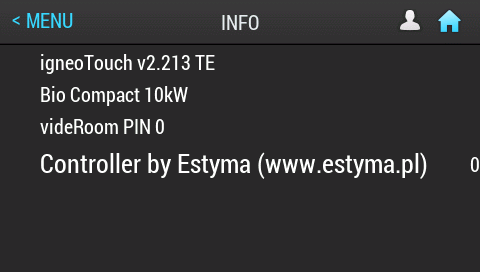 < MENU INFO
igneoTouch v2.213 TE
Bio Compact 10kW
videRoom PIN 0
Controller by Estyma (www.estyma.pl) 0